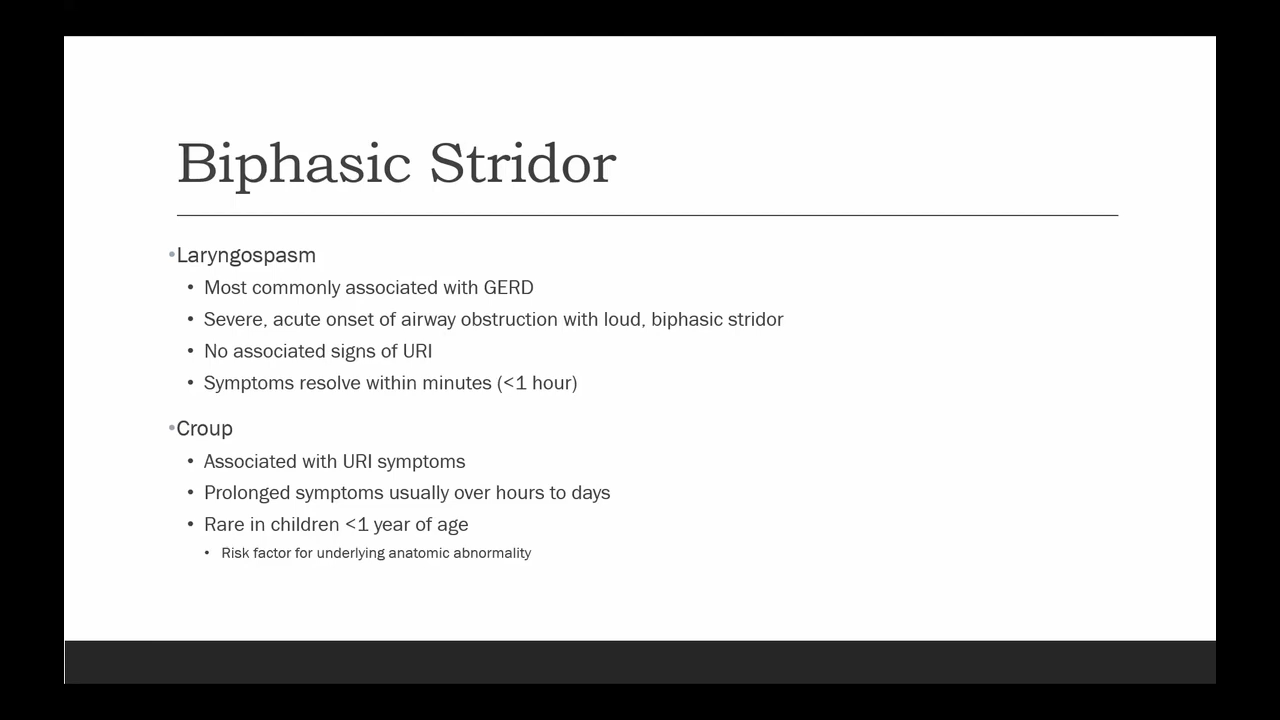 Biphasic Stridor
•Laryngospasm
• Most commonly associated with GERD
• Severe, acute onset of airway obstruction with loud, biphasic stridor
• No associated signs of URI
• Symptoms resolve within minutes (<1 hour)
•Croup
• Associated with URI symptoms
• Prolonged symptoms usually over hours to days
• Rare in children <1 year of age
• Risk factor for underlying anatomic abnormality